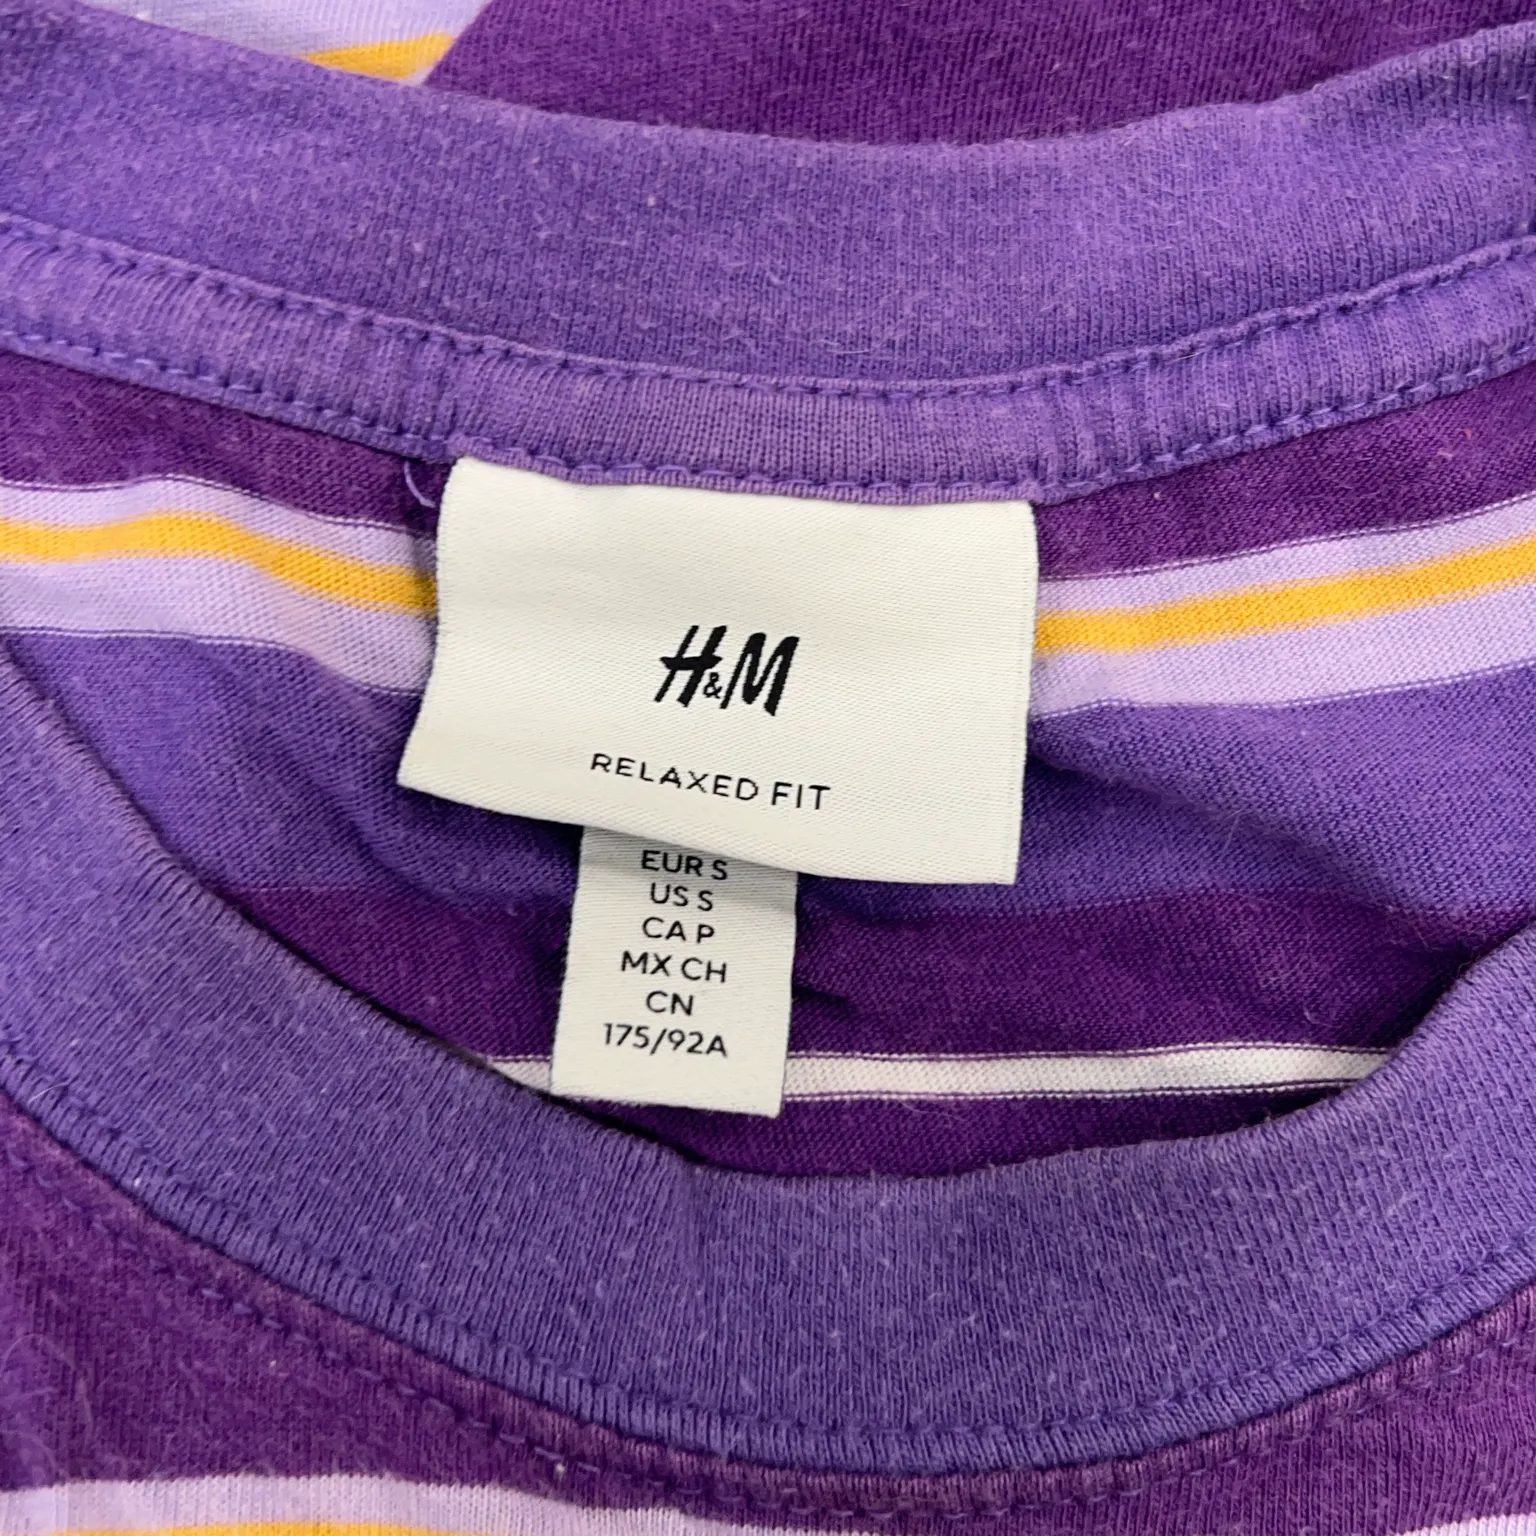 H&M
RELAXED FIT
EUR S
US S
CA P
MX CH
CN
175/92A